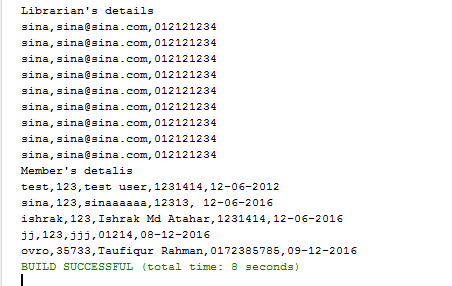 Librarian's details
sina,sina@sina.com,012121234
sina,sina@sina.com,012121234
sina,sina@sina.com,012121234
sina,sina@sina.com,012121234
sina,sina@sina.com,012121234
sina,sina@sina.com,012121234
sina,sina@sina.com,012121234
sina,sina@sina.com,012121234
sina,sina@sina.com,012121234
Member's detalis
test,123,test user,1231414,12-06-2012
sina,123,sinaaaaaa,12313, 12-06-2016
ishrak,123,Ishrak Md Atahar,1231414,12-06-2016
jj,123,jjj,01214,08-12-2016
ovro,35733,Taufiqur Rahman,0172385785,09-12-2016
BUILD SUCCESSFUL (total time: 8 seconds)